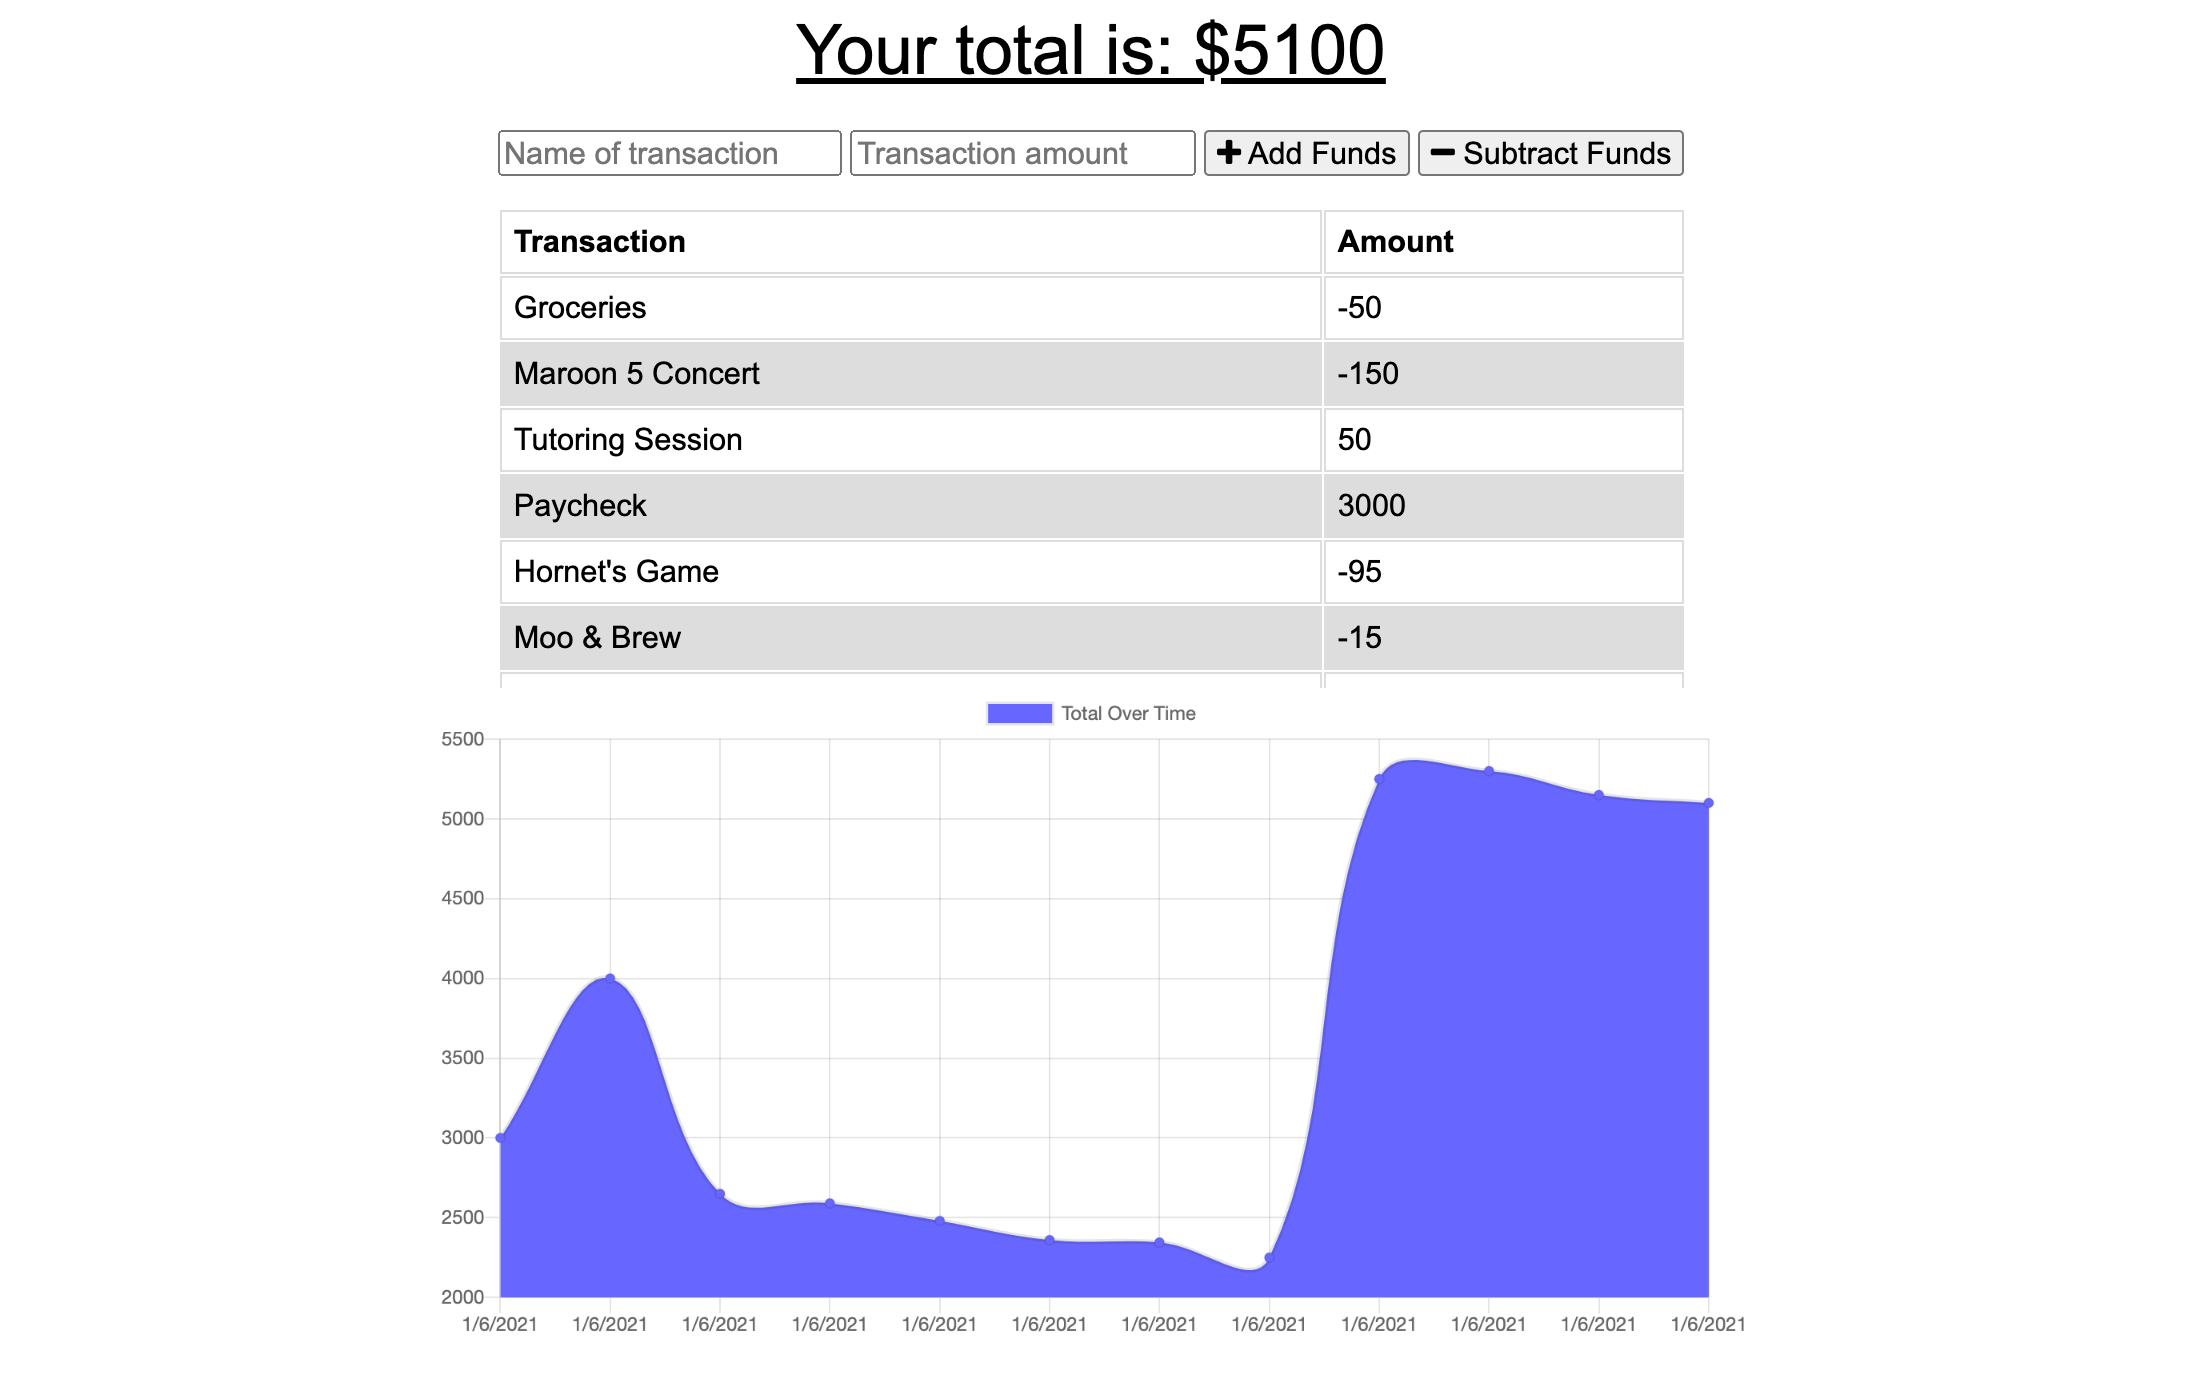 Your total is: $5100
Name of transaction Transaction amount Add Funds Subtract Funds
Transaction Amount
Groceries -50
Maroon 5 Concert -150
Tutoring Session 50
Paycheck 3000
Hornet's Game -95
Moo & Brew -15
Total Over Time
5500
5000
4500
4000
3500
3000
2500
2000
1/6/2021 1/6/2021 1/6/2021 1/6/2021 1/6/2021 1/6/2021 1/6/2021 1/6/2021 1/6/2021 1/6/2021 1/6/2021 1/6/2021